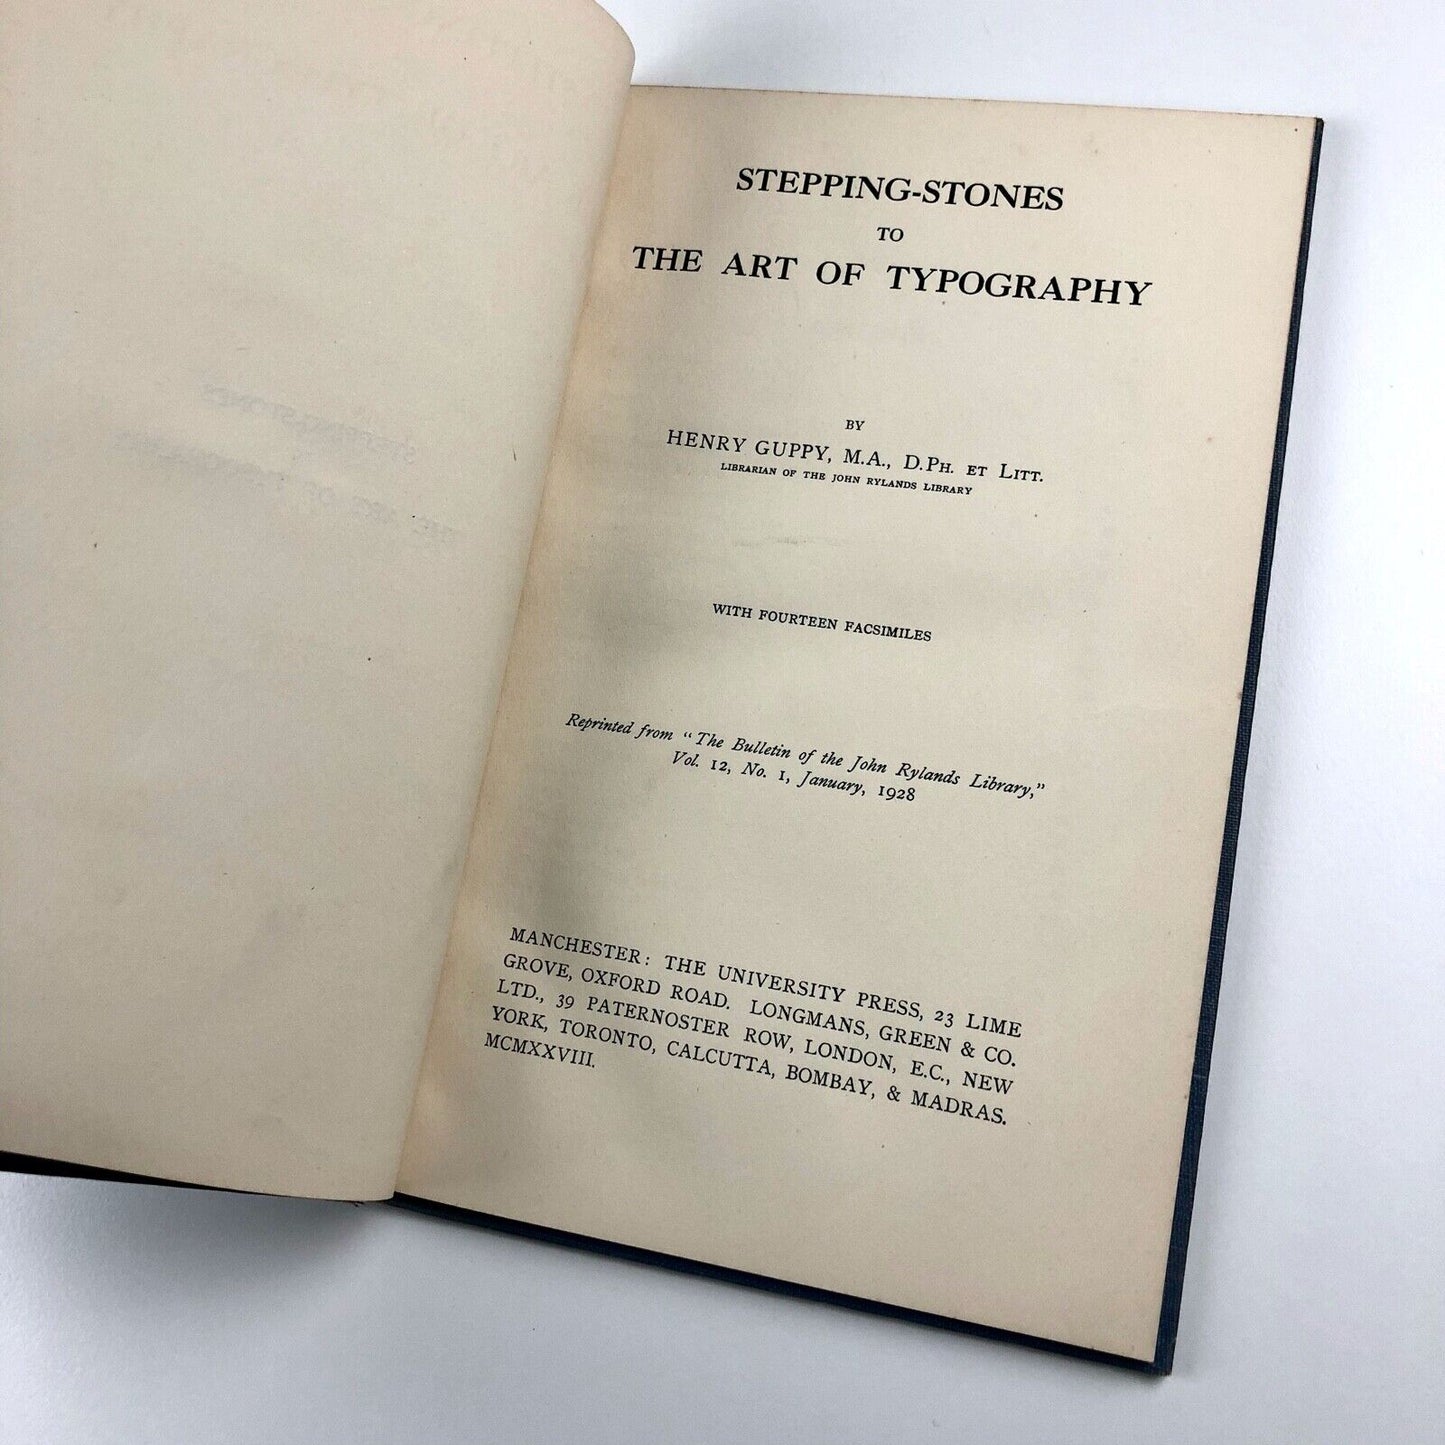 STEPPING-STONES
TO
THE ART OF TYPOGRAPHY
BY
HENRY GUPPY, M.A., D.PH. ET LITT.
LIBRARIAN OF THE JOHN RYLANDS LIBRARY
WITH FOURTEEN FACSIMILES
Reprinted from "The Bulletin of the John Rylands Library,"
Vol. 12, No. 1, January, 1928
MANCHESTER: THE UNIVERSITY PRESS, 23 LIME
GROVE, OXFORD ROAD. LONGMANS, GREEN & CO.
LTD., 39 PATERNOSTER ROW, LONDON, E.C., NEW
YORK, TORONTO, CALCUTTA, BOMBAY, & MADRAS.
MCMXXVIII.